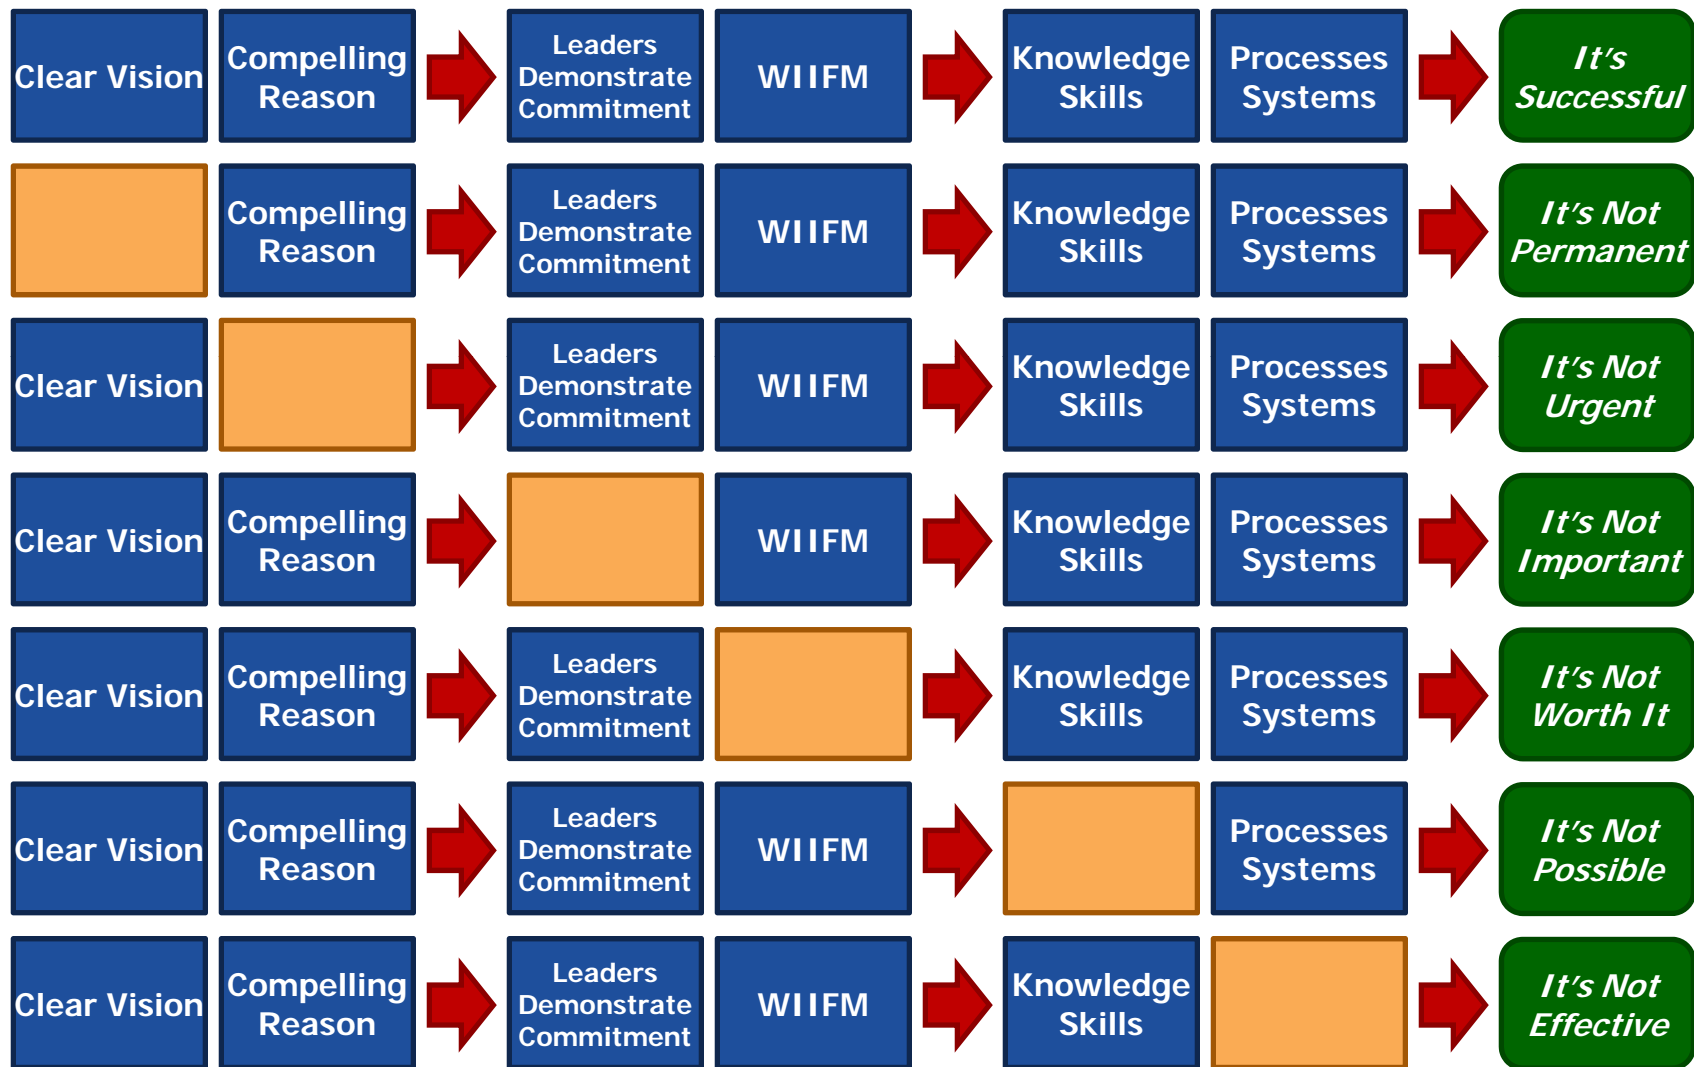 Clear Vision
Compelling
Reason
Leaders
Demonstrate
Commitment
WIIFM
Knowledge
Skills
Processes
Systems
It's
Successful
Compelling
Reason
Leaders
Demonstrate
Commitment
WIIFM
Knowledge
Skills
Processes
Systems
It's Not
Permanent
Clear Vision
Leaders
Demonstrate
Commitment
WIIFM
Knowledge
Skills
Processes
Systems
It's Not
Urgent
Clear Vision
Compelling
Reason
WIIFM
Knowledge
Skills
Processes
Systems
It's Not
Important
Clear Vision
Compelling
Reason
Leaders
Demonstrate
Commitment
Knowledge
Skills
Processes
Systems
It's Not
Worth It
Clear Vision
Compelling
Reason
Leaders
Demonstrate
Commitment
WIIFM
Processes
Systems
It's Not
Possible
Clear Vision
Compelling
Reason
Leaders
Demonstrate
Commitment
WIIFM
Knowledge
Skills
It's Not
Effective